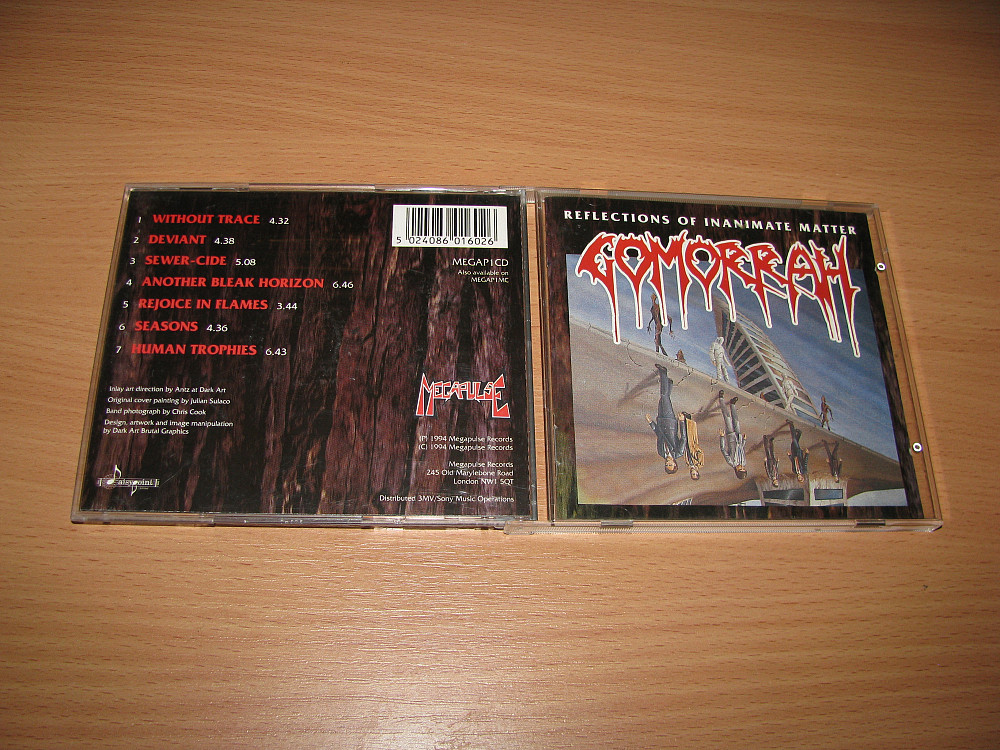 1 WITHOUT TRACE 4.32
2 DEVIANT 4.38
3 SEWER-CIDE 5.08
4 ANOTHER BLEAK HORIZON 6.46
5 REJOICE IN FLAMES 3.44
6 SEASONS 4.36
7 HUMAN TROPHIES 6.43
Inlay art direction by Antz at Dark Art
Original cover painting by Julian Sulaco
Band photograph by Chris Cook
Design, artwork and image manipulation
by Dark Art Brutal Graphics
5 024086 016026
MEGAP1CD
Also available on
MEGAP1MC
MEGAPULSE
(P) 1994 Megapulse Records
(C) 1994 Megapulse Records
Megapulse Records
245 Old Marylebone Road
London NW1 5QT
Distributed 3MV/Sony Music Operations
REFLECTIONS OF INANIMATE MATTER
GOMORRAH